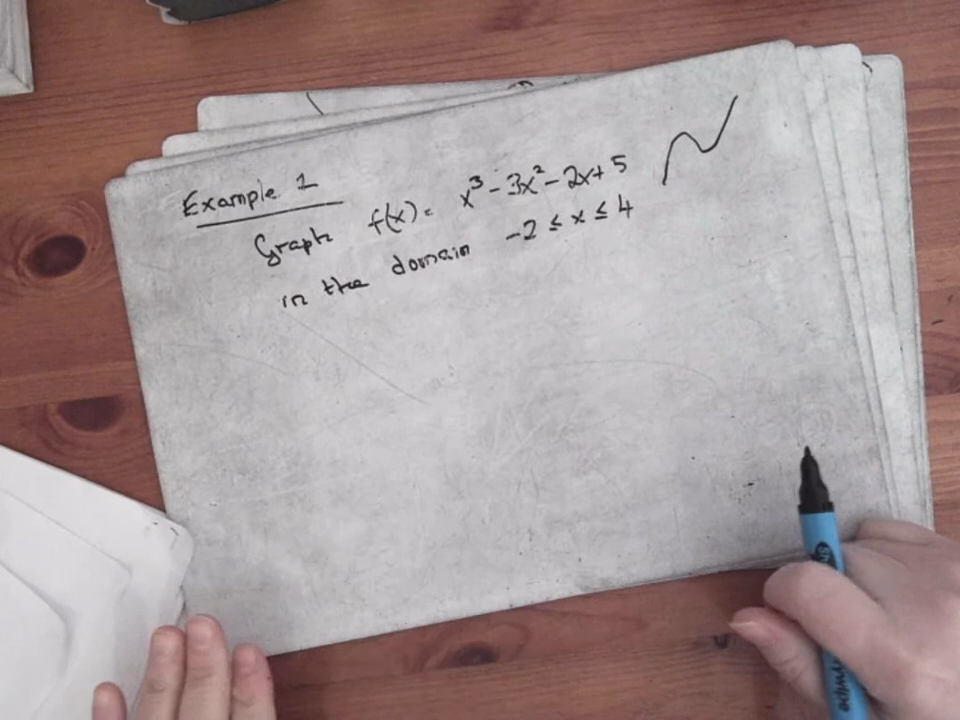 Example 1
Graph f(x) = x³ - 3x² - 2x + 5
in the domain -2 ≤ x ≤ 4